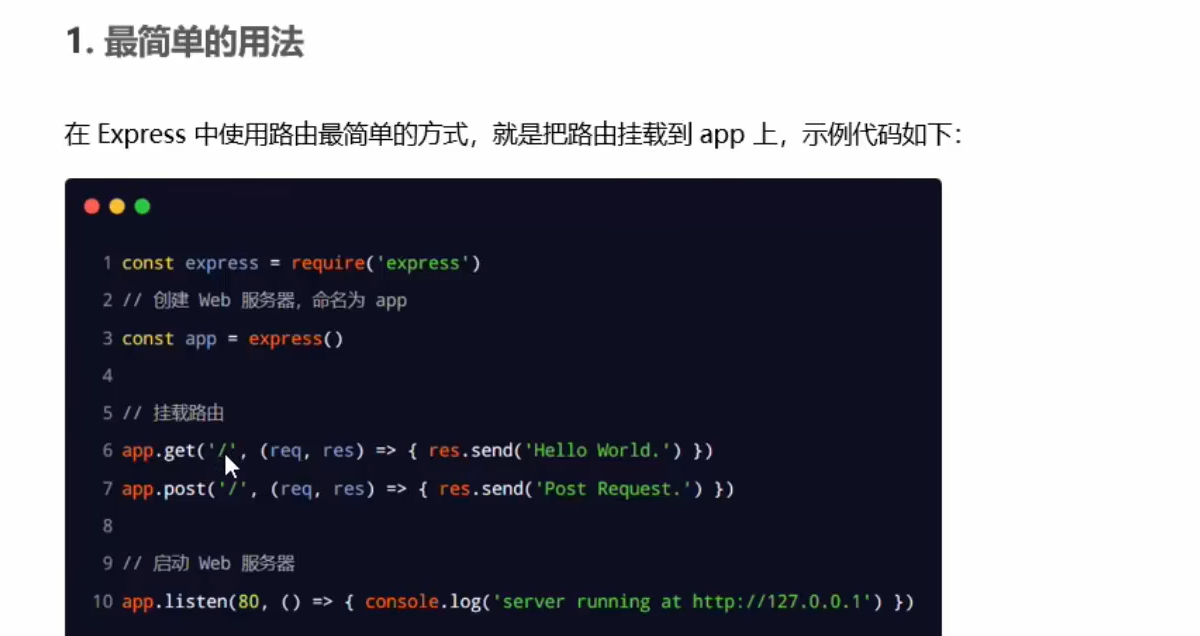 1. 最简单的用法
在 Express 中使用路由最简单的方式，就是把路由挂载到 app 上，示例代码如下：
1 const express = require('express')
2 // 创建 Web 服务器，命名为 app
3 const app = express()
4
5 // 挂载路由
6 app.get('/', (req, res) => { res.send('Hello World.') })
7 app.post('/', (req, res) => { res.send('Post Request.') })
8
9 // 启动 Web 服务器
10 app.listen(80, () => { console.log('server running at http://127.0.0.1') })